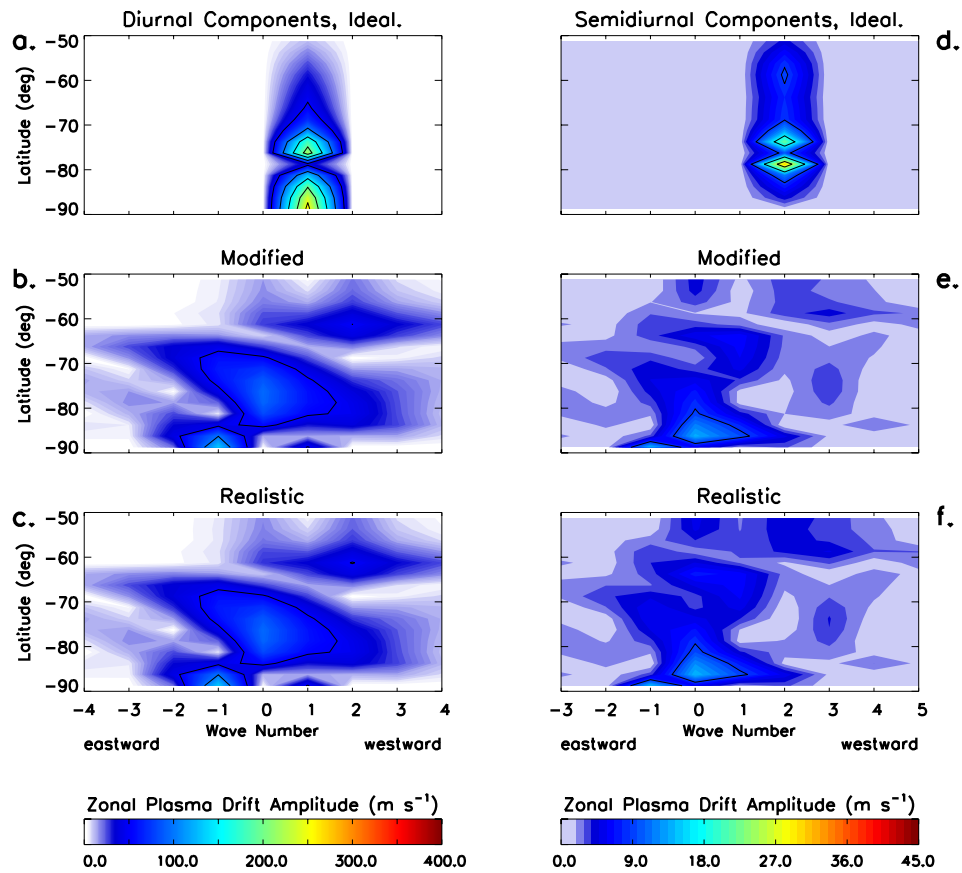 Diurnal Components, Ideal.
a.
-50
-60
-70
-80
-90
Latitude (deg)
Semidiurnal Components, Ideal.
d.
Modified
b.
-50
-60
-70
-80
-90
Latitude (deg)
Modified
e.
Realistic
c.
-50
-60
-70
-80
-90
Latitude (deg)
-4 -3 -2 -1 0 1 2 3 4
Wave Number
eastward westward
Realistic
f.
-3 -2 -1 0 1 2 3 4 5
Wave Number
eastward westward
Zonal Plasma Drift Amplitude (m s⁻¹)
0.0 100.0 200.0 300.0 400.0
Zonal Plasma Drift Amplitude (m s⁻¹)
0.0 9.0 18.0 27.0 36.0 45.0